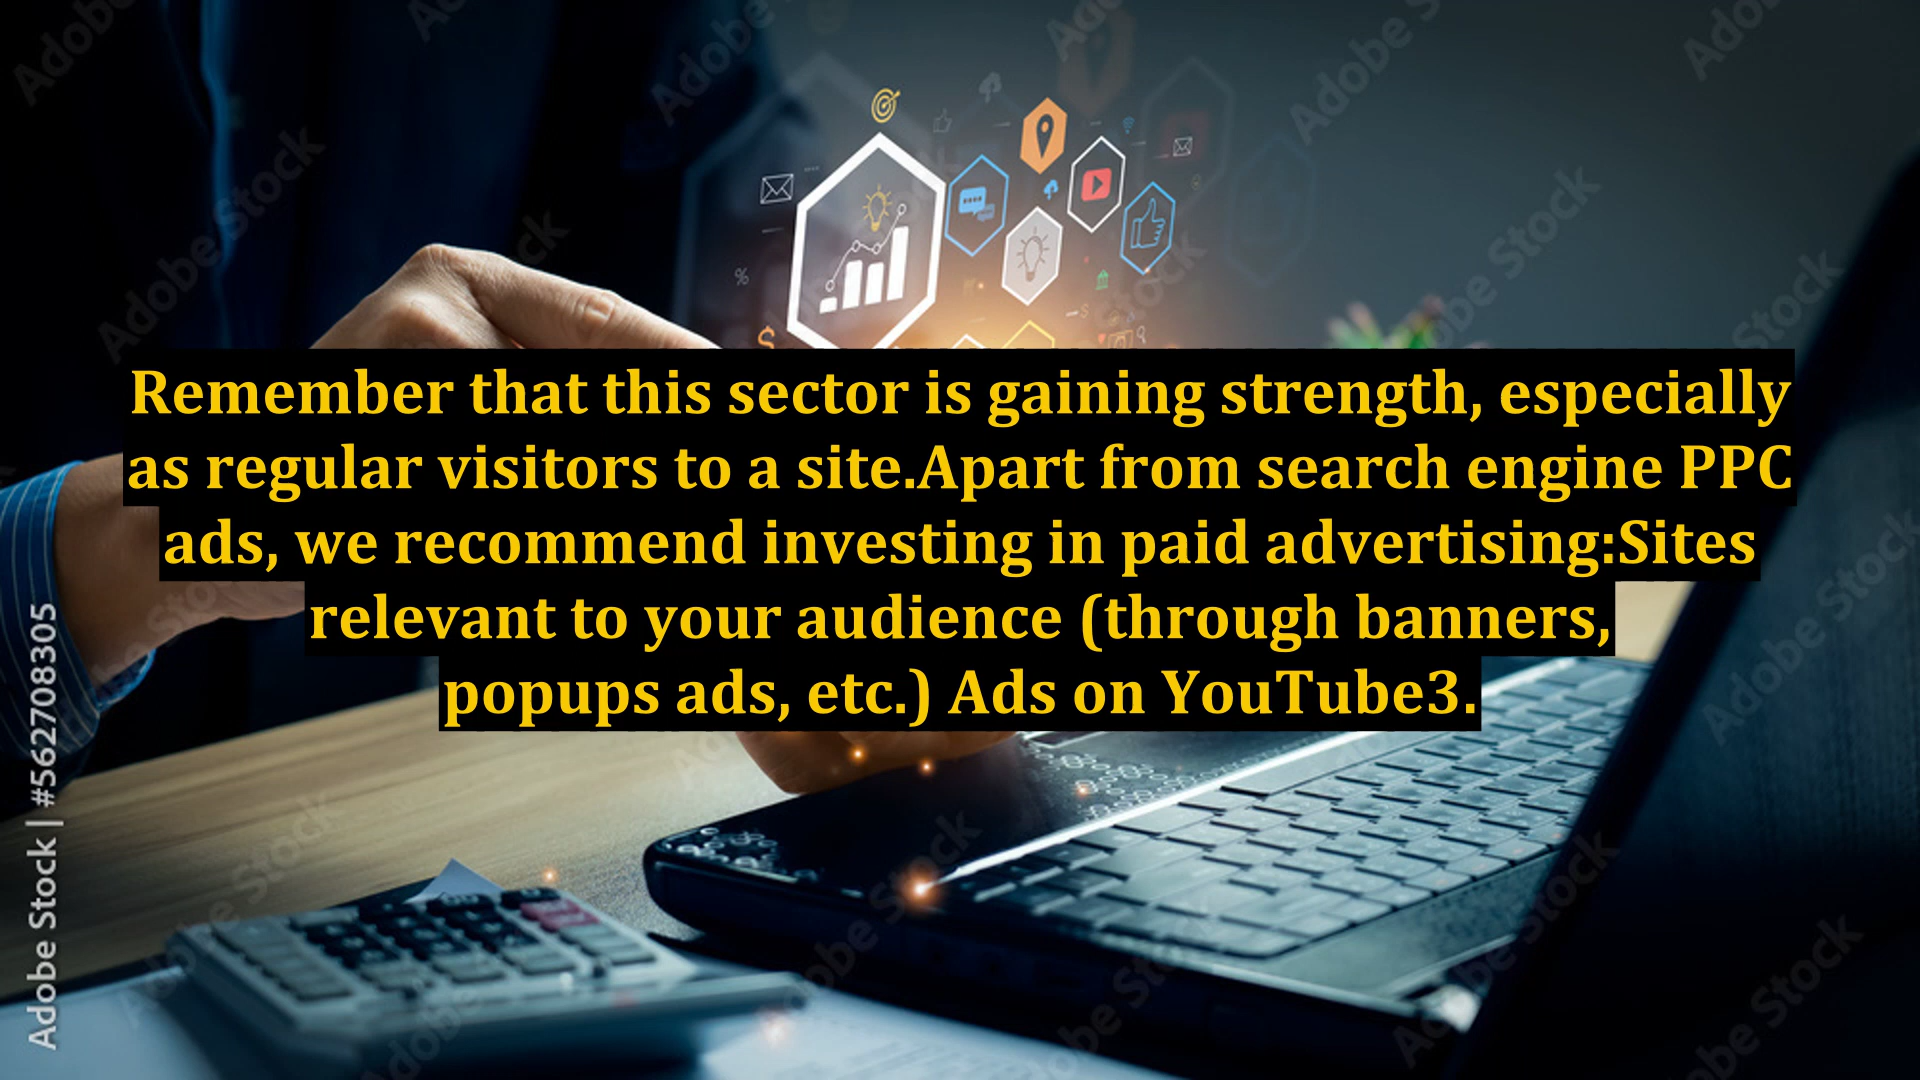 Remember that this sector is gaining strength, especially
as regular visitors to a site.Apart from search engine PPC
ads, we recommend investing in paid advertising:Sites
relevant to your audience (through banners,
popups ads, etc.) Ads on YouTube3.
Adobe Stock | #562708305